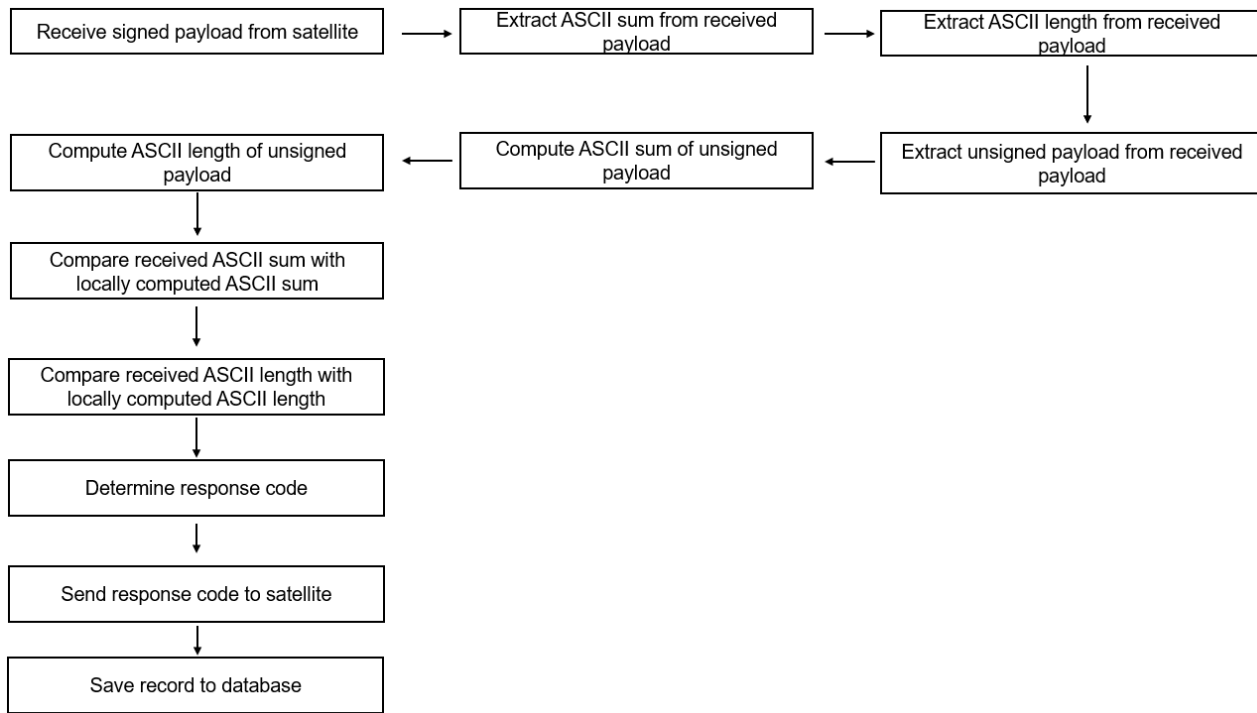 Receive signed payload from satellite
Extract ASCII sum from received
payload
Extract ASCII length from received
payload
Extract unsigned payload from received
payload
Compute ASCII sum of unsigned
payload
Compute ASCII length of unsigned
payload
Compare received ASCII sum with
locally computed ASCII sum
Compare received ASCII length with
locally computed ASCII length
Determine response code
Send response code to satellite
Save record to database